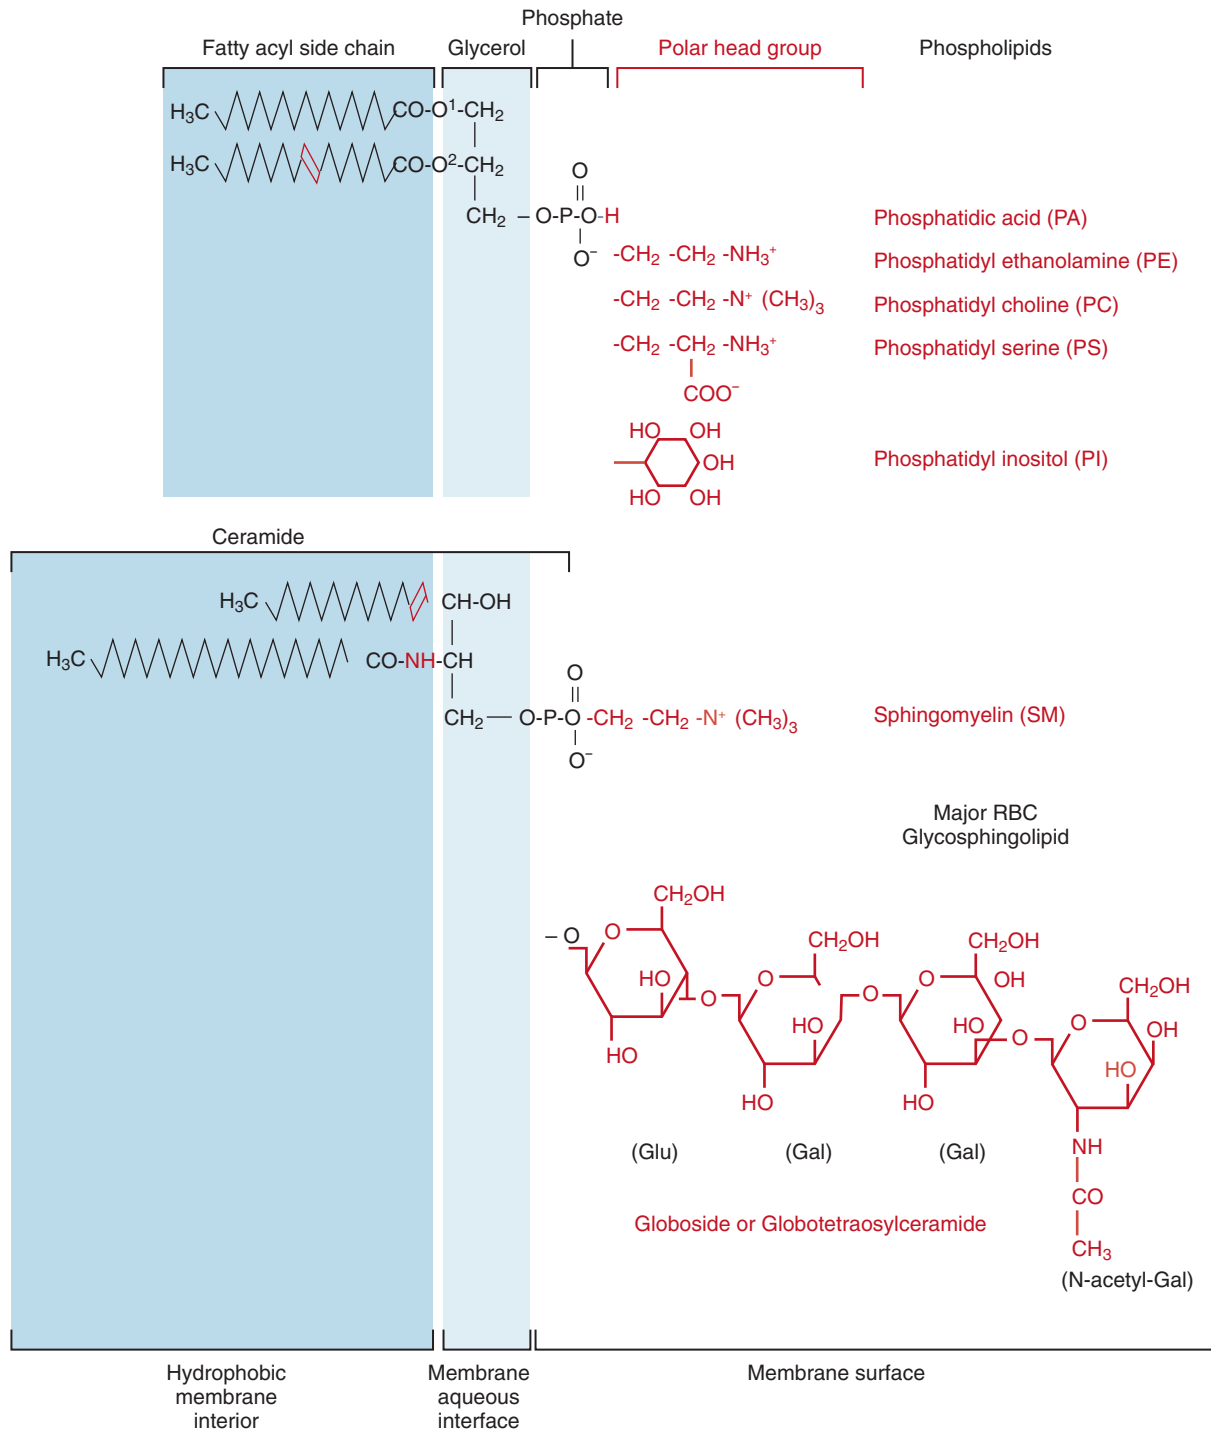 Phosphate
Fatty acyl side chain Glycerol Polar head group Phospholipids
H₃C CO-O¹-CH₂
H₃C CO-O²-CH₂
O
CH₂ – O-P-O-H Phosphatidic acid (PA)
O⁻ -CH₂ -CH₂ -NH₃⁺ Phosphatidyl ethanolamine (PE)
-CH₂ -CH₂ -N⁺ (CH₃)₃ Phosphatidyl choline (PC)
-CH₂ -CH₂ -NH₃⁺ Phosphatidyl serine (PS)
COO⁻
HO OH
OH Phosphatidyl inositol (PI)
HO OH
Ceramide
H₃C CH-OH
H₃C CO-NH-CH
O
CH₂ — O-P-O-CH₂ -CH₂ -N⁺ (CH₃)₃ Sphingomyelin (SM)
O⁻
Major RBC
Glycosphingolipid
CH₂OH
– O O CH₂OH CH₂OH
HO O O OH CH₂OH
O O
HO HO O O OH
HO HO
HO HO
(Glu) (Gal) (Gal) NH
CO
Globoside or Globotetraosylceramide
CH₃
(N-acetyl-Gal)
Hydrophobic
membrane
interior
Membrane
aqueous
interface
Membrane surface